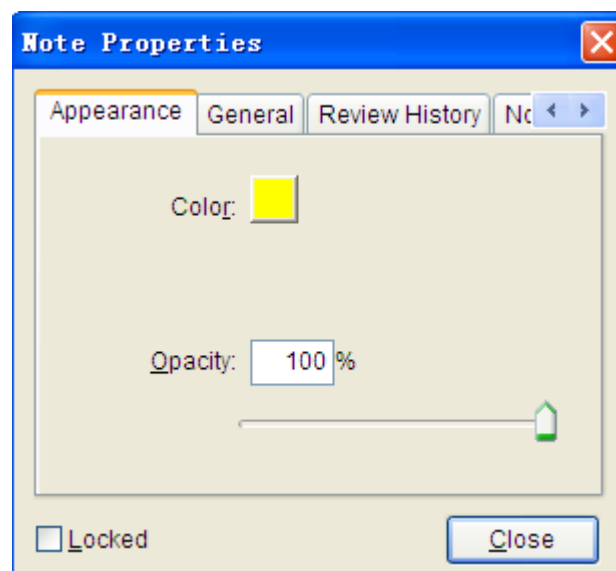 Note Properties
Appearance General Review History
Color:
Opacity: 100 %
Locked Close